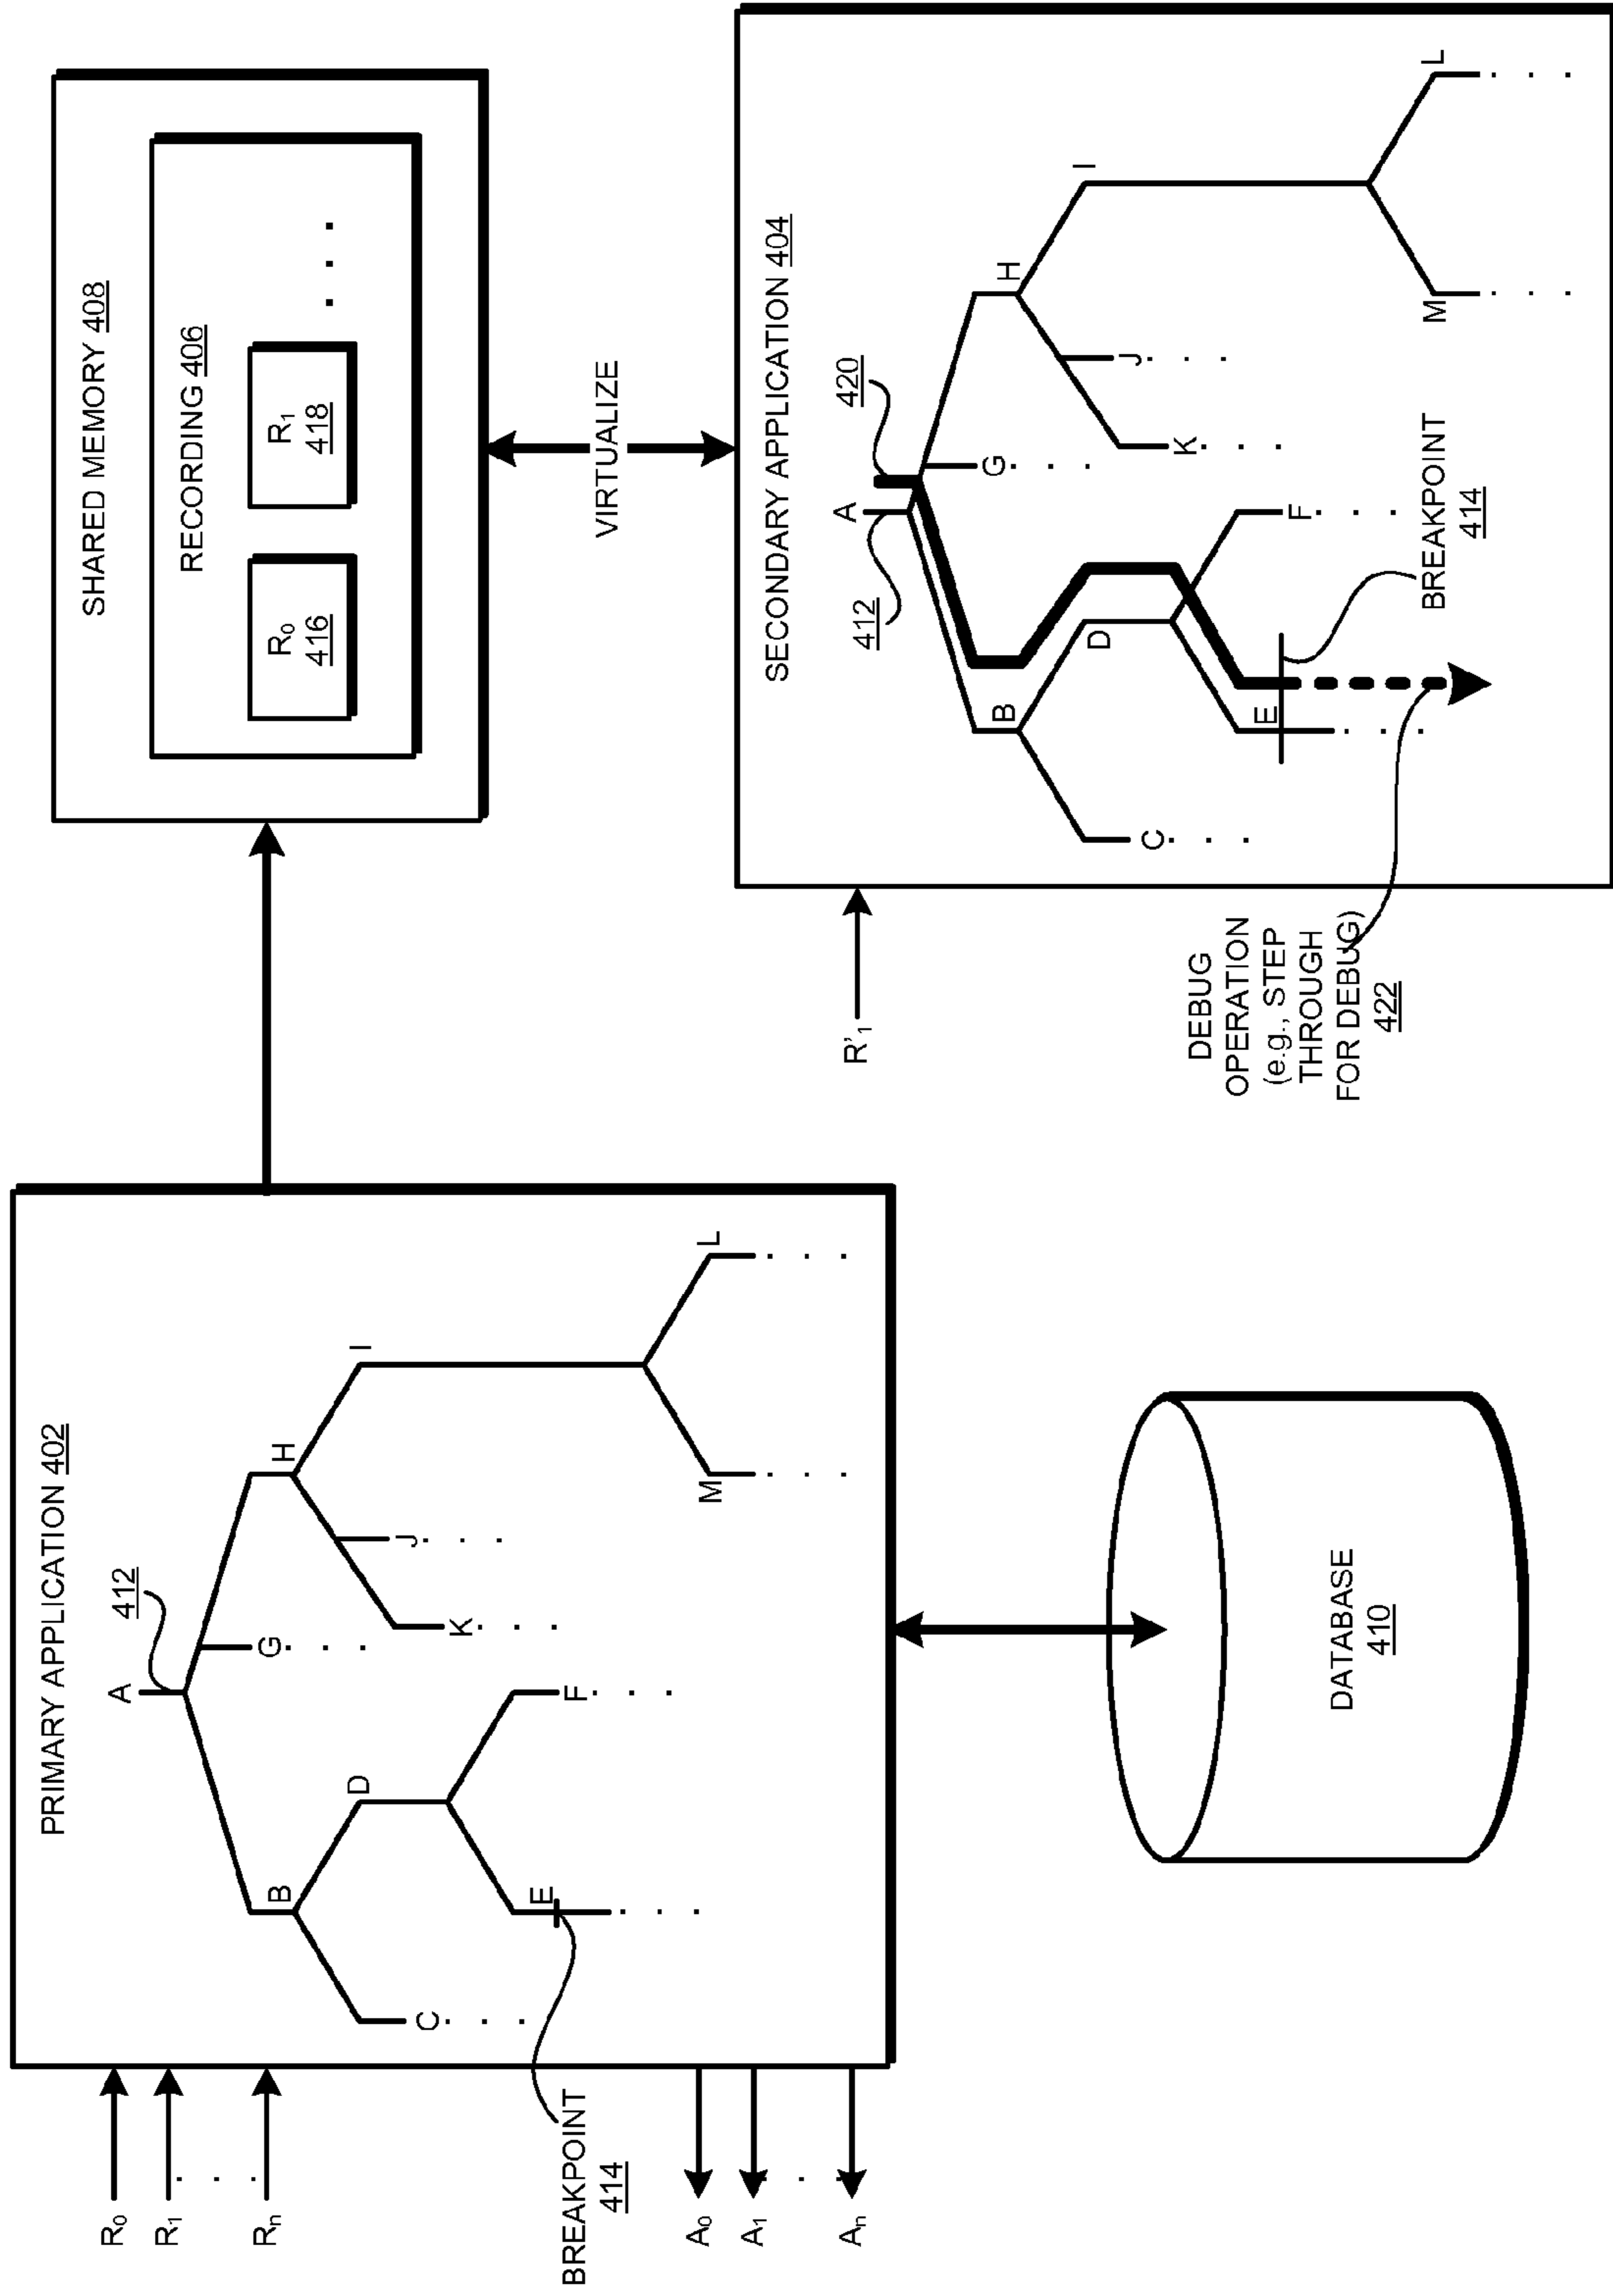 PRIMARY APPLICATION 402
R0
R1
Rn
A0
A1
An
412
A
B
C
D
E
F
G
H
I
J
K
L
M
BREAKPOINT
414
DATABASE
410
SHARED MEMORY 408
RECORDING 406
R0
416
R1
418
VIRTUALIZE
SECONDARY APPLICATION 404
R'1
412
420
A
B
C
D
E
F
G
H
I
J
K
L
M
BREAKPOINT
414
DEBUG
OPERATION
(e.g., STEP
THROUGH
FOR DEBUG)
422